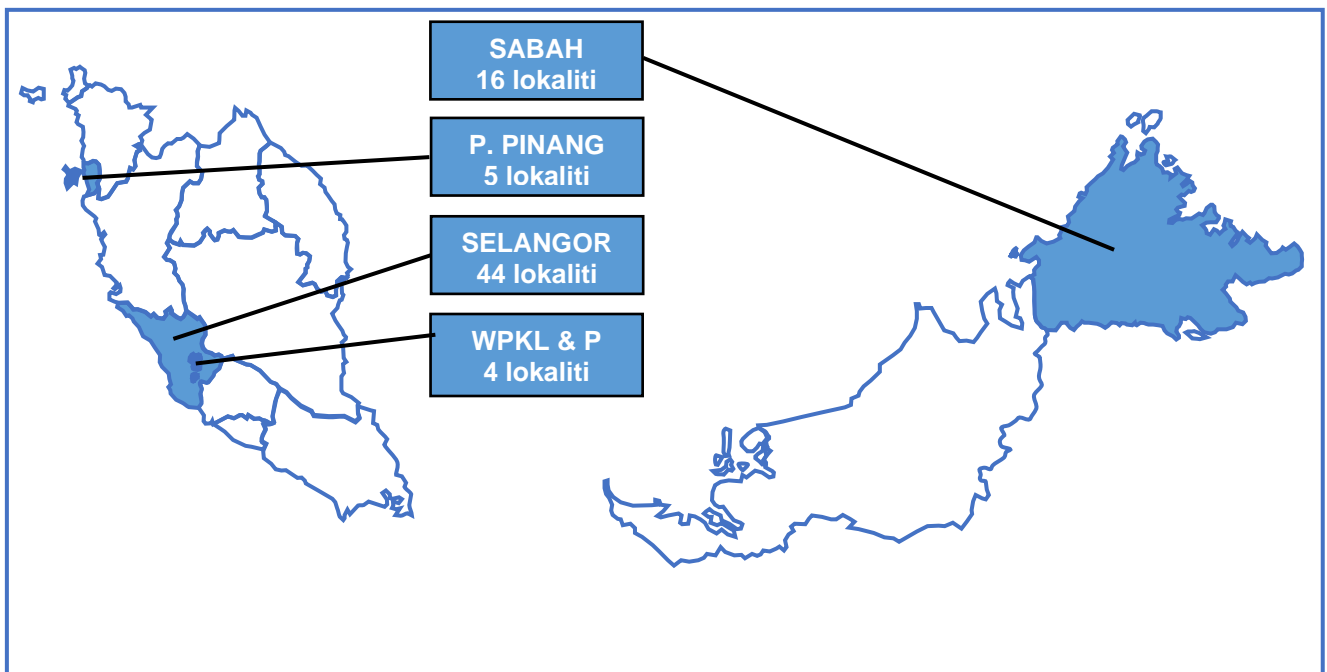 SABAH
16 lokaliti
P. PINANG
5 lokaliti
SELANGOR
44 lokaliti
WPKL & P
4 lokaliti